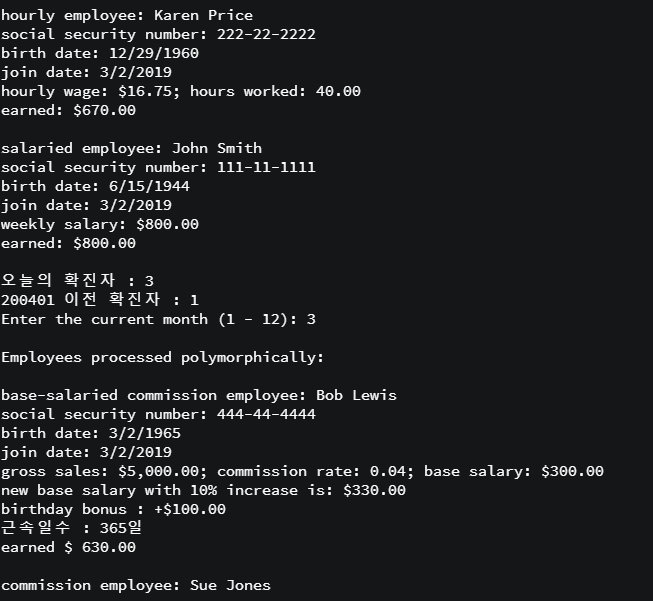 hourly employee: Karen Price
social security number: 222-22-2222
birth date: 12/29/1960
join date: 3/2/2019
hourly wage: $16.75; hours worked: 40.00
earned: $670.00
salaried employee: John Smith
social security number: 111-11-1111
birth date: 6/15/1944
join date: 3/2/2019
weekly salary: $800.00
earned: $800.00
오늘의 확진자 : 3
200401 이전 확진자 : 1
Enter the current month (1 - 12): 3
Employees processed polymorphically:
base-salaried commission employee: Bob Lewis
social security number: 444-44-4444
birth date: 3/2/1965
join date: 3/2/2019
gross sales: $5,000.00; commission rate: 0.04; base salary: $300.00
new base salary with 10% increase is: $330.00
birthday bonus : +$100.00
근속일수 : 365일
earned $ 630.00
commission employee: Sue Jones